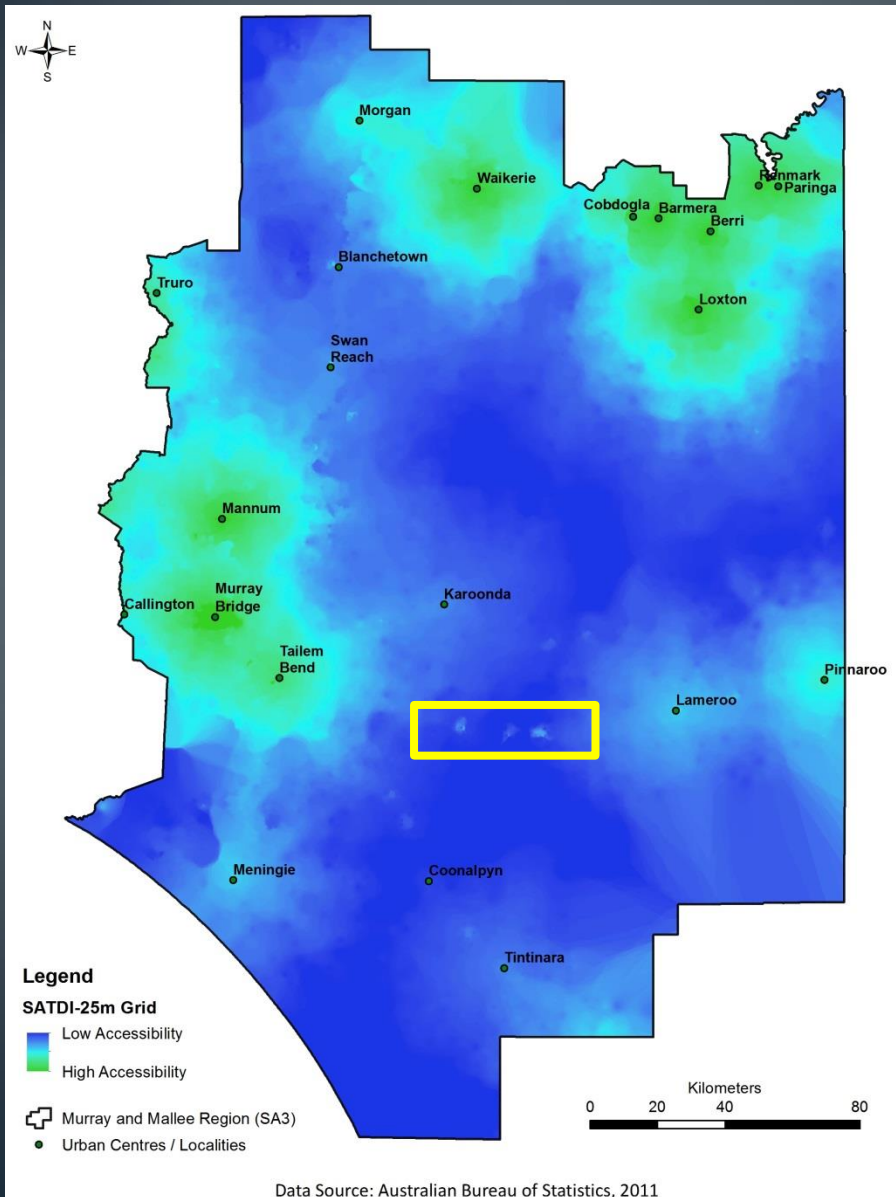 N
W E
S
Morgan
Waikerie
Renmark
Paringa
Cobdogla
Barmera
Berri
Blanchetown
Truro
Loxton
Swan
Reach
Mannum
Karoonda
Callington
Murray
Bridge
Tailem
Bend
Pinnaroo
Lameroo
Meningie
Coonalpyn
Tintinara
Legend
SATDI-25m Grid
Low Accessibility
High Accessibility
Murray and Mallee Region (SA3)
Urban Centres / Localities
Kilometers
0 20 40 60 80
Data Source: Australian Bureau of Statistics, 2011